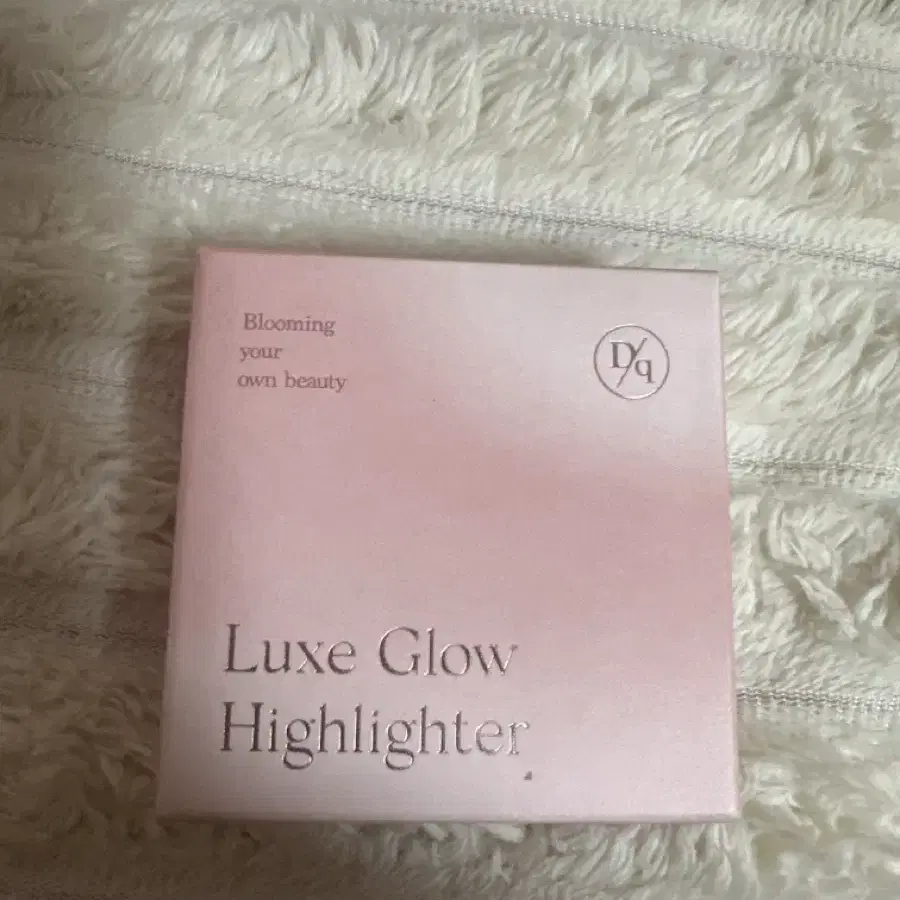 Blooming
your
own beauty
D/q
Luxe Glow
Highlighter